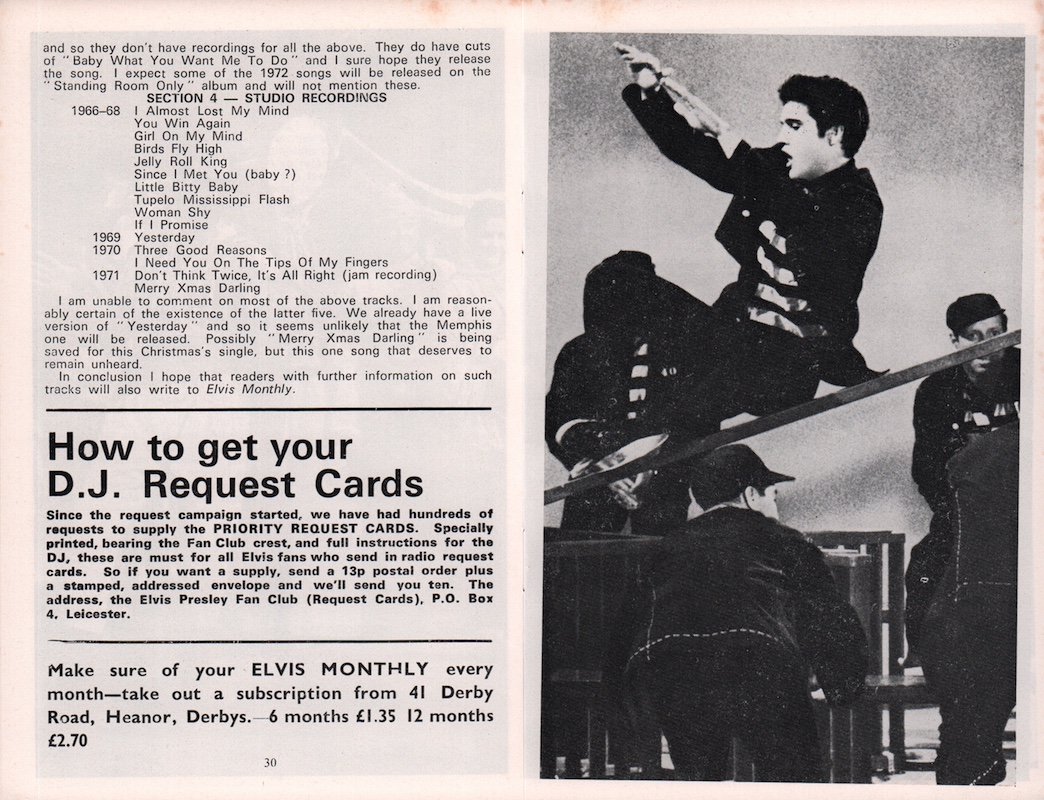 and so they don't have recordings for all the above. They do have cuts
of "Baby What You Want Me To Do" and I sure hope they release
the song. I expect some of the 1972 songs will be released on the
"Standing Room Only" album and will not mention these.
SECTION 4 — STUDIO RECORDINGS
1966–68 I Almost Lost My Mind
You Win Again
Girl On My Mind
Birds Fly High
Jelly Roll King
Since I Met You (baby ?)
Little Bitty Baby
Tupelo Mississippi Flash
Woman Shy
If I Promise
1969 Yesterday
1970 Three Good Reasons
I Need You On The Tips Of My Fingers
1971 Don't Think Twice, It's All Right (jam recording)
Merry Xmas Darling
I am unable to comment on most of the above tracks. I am reason-
ably certain of the existence of the latter five. We already have a live
version of "Yesterday" and so it seems unlikely that the Memphis
one will be released. Possibly "Merry Xmas Darling" is being
saved for this Christmas's single, but this one song that deserves to
remain unheard.
In conclusion I hope that readers with further information on such
tracks will also write to Elvis Monthly.
How to get your
D.J. Request Cards
Since the request campaign started, we have had hundreds of
requests to supply the PRIORITY REQUEST CARDS. Specially
printed, bearing the Fan Club crest, and full instructions for the
DJ, these are must for all Elvis fans who send in radio request
cards. So if you want a supply, send a 13p postal order plus
a stamped, addressed envelope and we'll send you ten. The
address, the Elvis Presley Fan Club (Request Cards), P.O. Box
4, Leicester.
Make sure of your ELVIS MONTHLY every
month—take out a subscription from 41 Derby
Road, Heanor, Derbys.—6 months £1.35 12 months
£2.70
30